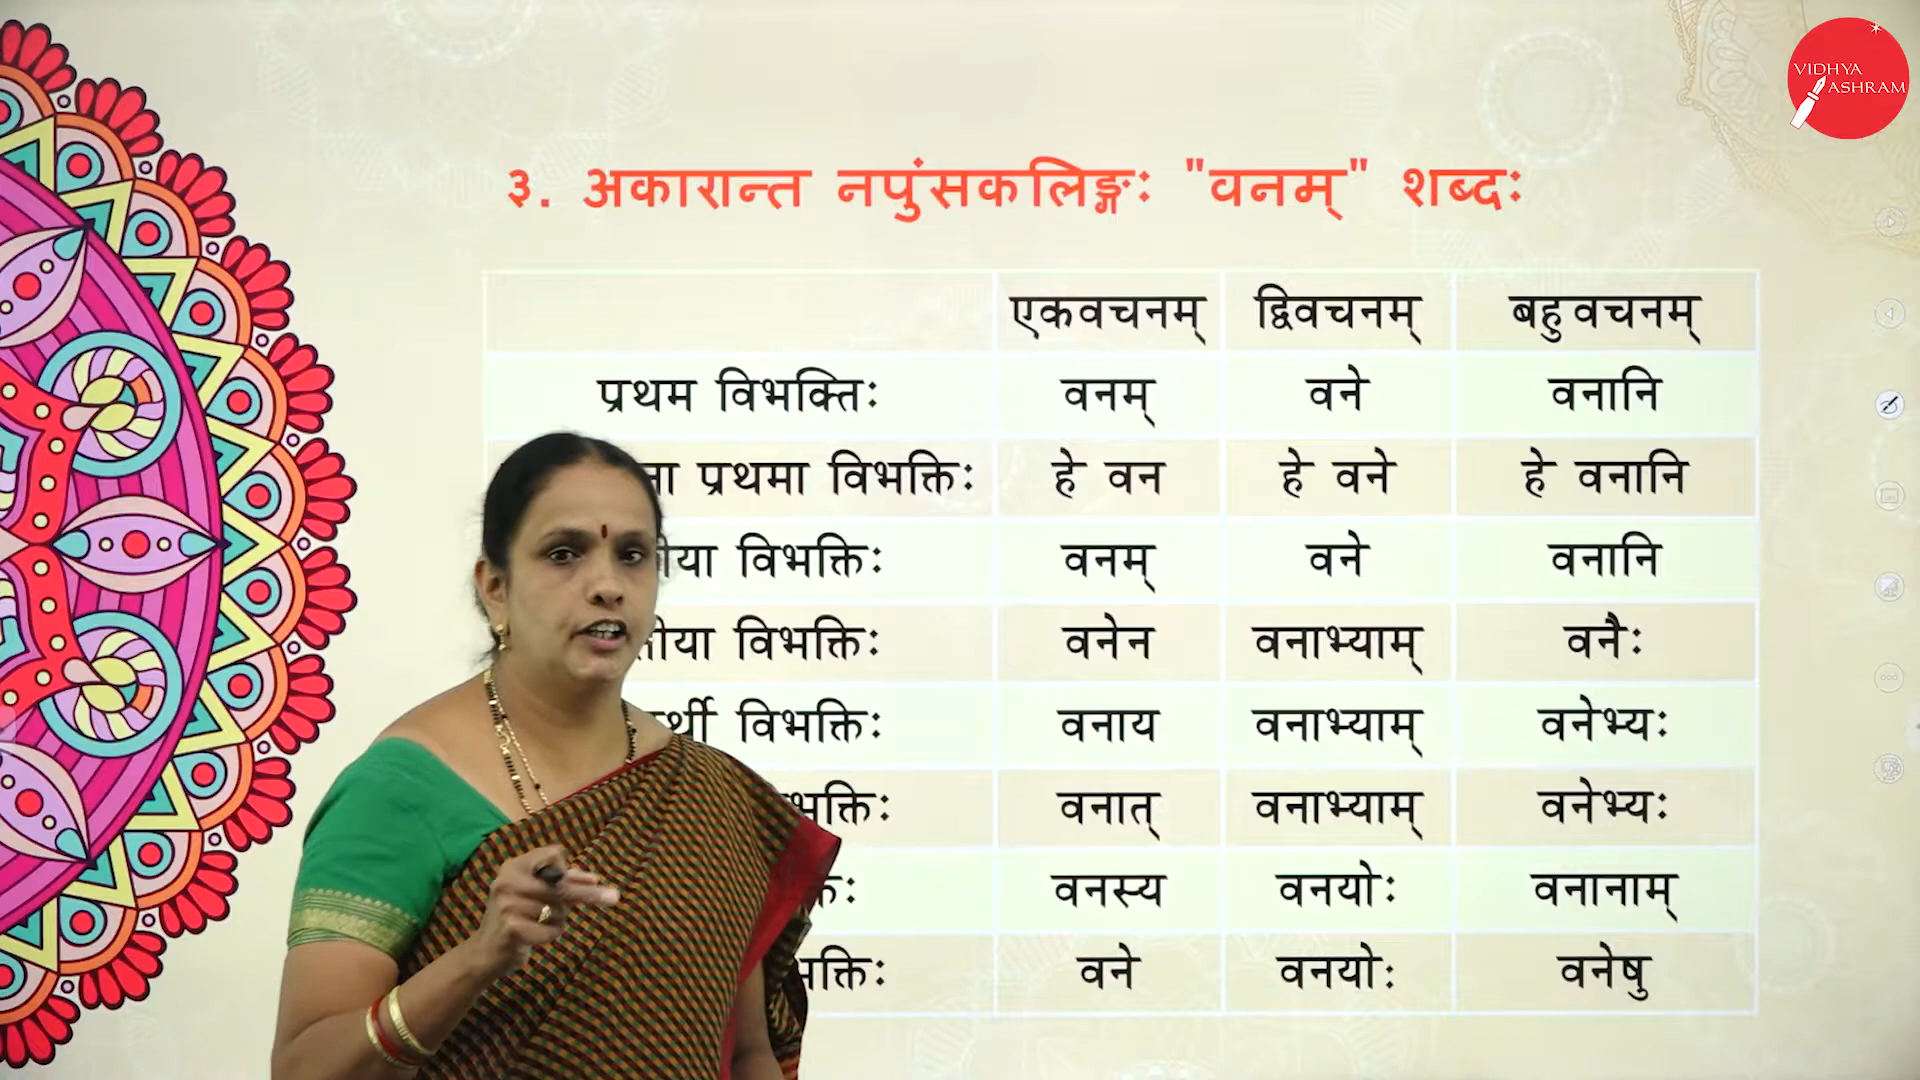 VIDHYA
ASHRAM
३. अकारान्त नपुंसकलिङ्गः "वनम्" शब्दः
एकवचनम् द्विवचनम् बहुवचनम्
प्रथम विभक्तिः वनम् वने वनानि
प्रथमा विभक्तिः हे वन हे वने हे वनानि
विभक्तिः वनम् वने वनानि
विभक्तिः वनेन वनाभ्याम् वनैः
विभक्तिः वनाय वनाभ्याम् वनेभ्यः
वनात् वनाभ्याम् वनेभ्यः
वनस्य वनयोः वनानाम्
वने वनयोः वनेषु